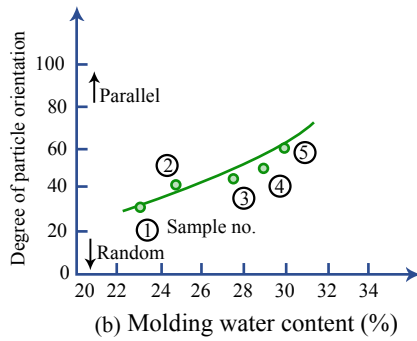 Degree of particle orientation
100
80
60
40
20
0
Parallel
Random
1
2
3
4
5
Sample no.
20 22 24 26 28 30 32 34
(b) Molding water content (%)